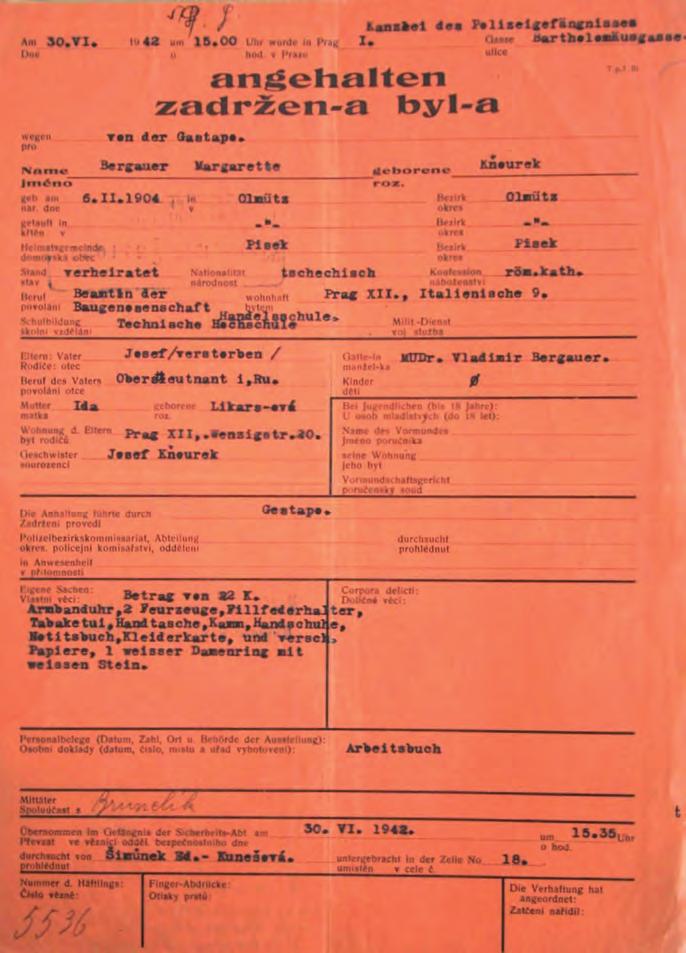 Kanzlei des Polizeigefängnisses
Am 30.VI. 1942 um 15.00 Uhr wurde in Prag I. Gasse Bartholomäusgasse.
Dne o hod. v Praze ulice
angehalten
zadržen-a byl-a
wegen von der Gastapo.
pro
Name Bergauer Margarette geborene Kňourek
Jméno roz.
geb am 6.II.1904 in Olmütz Bezirk Olmütz
nar. dne v okres
getauft in -"- Bezirk -"-
křtěn v okres
Heimatsgemeinde Pisek Bezirk Pisek
domovská obec okres
Stand verheiratet Nationalität tschechisch Konfession röm.kath.
stav národnost náboženství
Beruf Beamtin der wohnhaft Prag XII., Italienische 9.
povolání Baugenosenschaft bytem
Handelsschule.
Schulbildung Technische Hochschule Milit.-Dienst
školní vzdělání voj služba
Eltern: Vater Josef/verstorben / Gatte-in MUDr. Vladimir Bergauer.
Rodiče: otec manžel-ka
Beruf des Vaters Oberstleutnant i,Ru. Kinder Ø
povolání otce děti
Mutter Ida geborene Likars-ová Bei Jugendlichen (bis 18 Jahre):
matka roz. U osob mladistvých (do 18 let):
Wohnung d. Eltern Prag XII,.Wenzigstr.20. Name des Vormundes
byt rodičů Jméno poručníka
Geschwister Josef Kňourek seine Wohnung
sourozenci jeho byt
Vormundschaftsgericht
poručenský soud
Die Anhaltung führte durch Gestapo.
Zadržení provedl
Polizeibezirkskommissariat, Abteilung durchsucht
okres. policejní komisařství, oddělení prohlédnut
in Anwesenheit
v přítomnosti
Eigene Sachen: Betrag von 22 K. Corpora delicti:
Vlastní věci: Doličné věci:
Armbanduhr,2 Feurzeuge,Fillfederhalter,
Tabaketui,Handtasche,Kamm,Handschuhe,
Notitsbuch,Kleiderkarte, und versch.
Papiere, 1 weisser Damenring mit
weissen Stein.
Personalbelege (Datum, Zahl, Ort u. Behörde der Ausstellung):
Osobní doklady (datum, číslo, místo a úřad vyhotovení): Arbeitsbuch
Mittäter
Spoluúčast s Brunclík
t
Übernommen im Gefängnis der Sicherheits-Abt am 30. VI. 1942. um 15.35 Uhr
Převzat ve věznici odděl. bezpečnostního dne o hod.
durchsucht von Šimůnek Ed.- Kunešová. untergebracht in der Zelle No 18.
prohlédnut umístěn v cele č.
Nummer d. Häftlings: Finger-Abdrücke: Die Verhaftung hat
Číslo vězně: Otisky prstů: angeordnet:
Zatčení nařídil:
5536